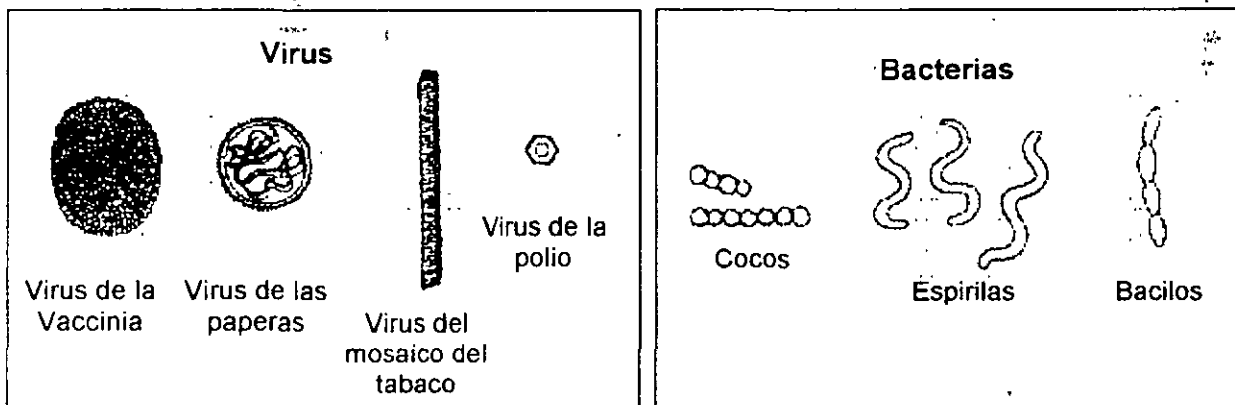 Virus
Virus de la
Vaccinia
Virus de las
paperas
Virus del
mosaico del
tabaco
Virus de la
polio
Bacterias
Cocos
Espirilas
Bacilos